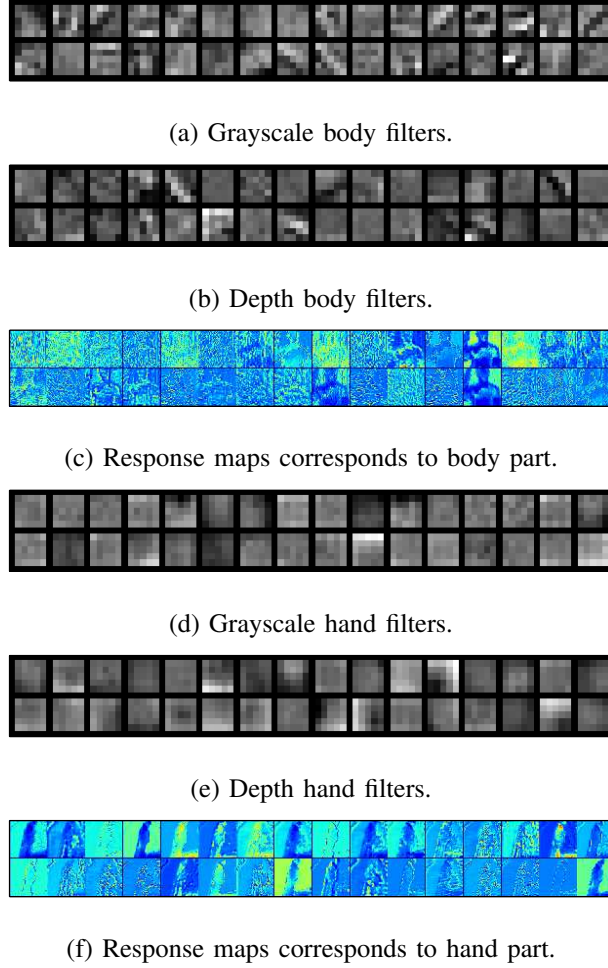 (a) Grayscale body filters.
(b) Depth body filters.
(c) Response maps corresponds to body part.
(d) Grayscale hand filters.
(e) Depth hand filters.
(f) Response maps corresponds to hand part.